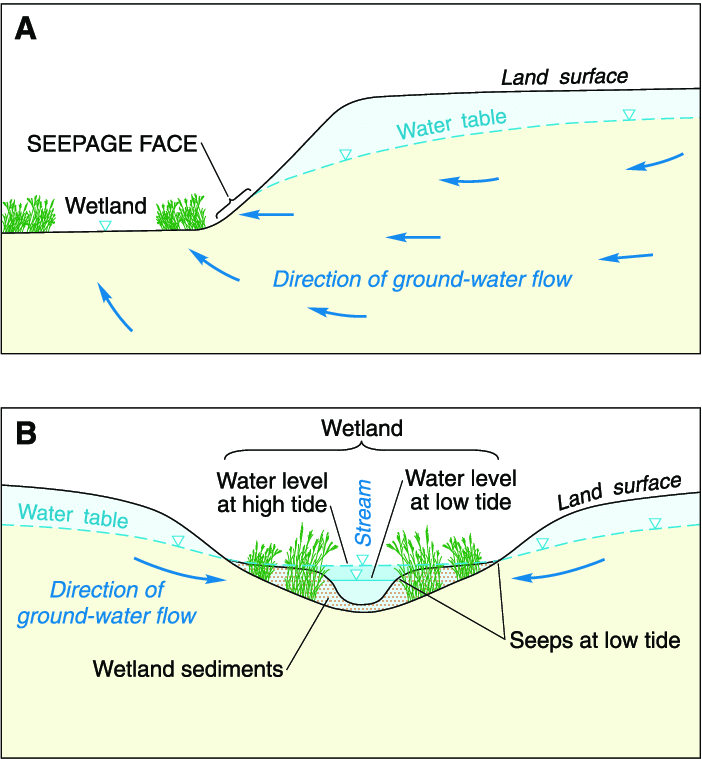 A
Land surface
Water table
SEEPAGE FACE
Wetland
Direction of ground-water flow
B
Wetland
Water level
at high tide
Stream
Water level
at low tide
Land surface
Water table
Direction of
ground-water flow
Seeps at low tide
Wetland sediments